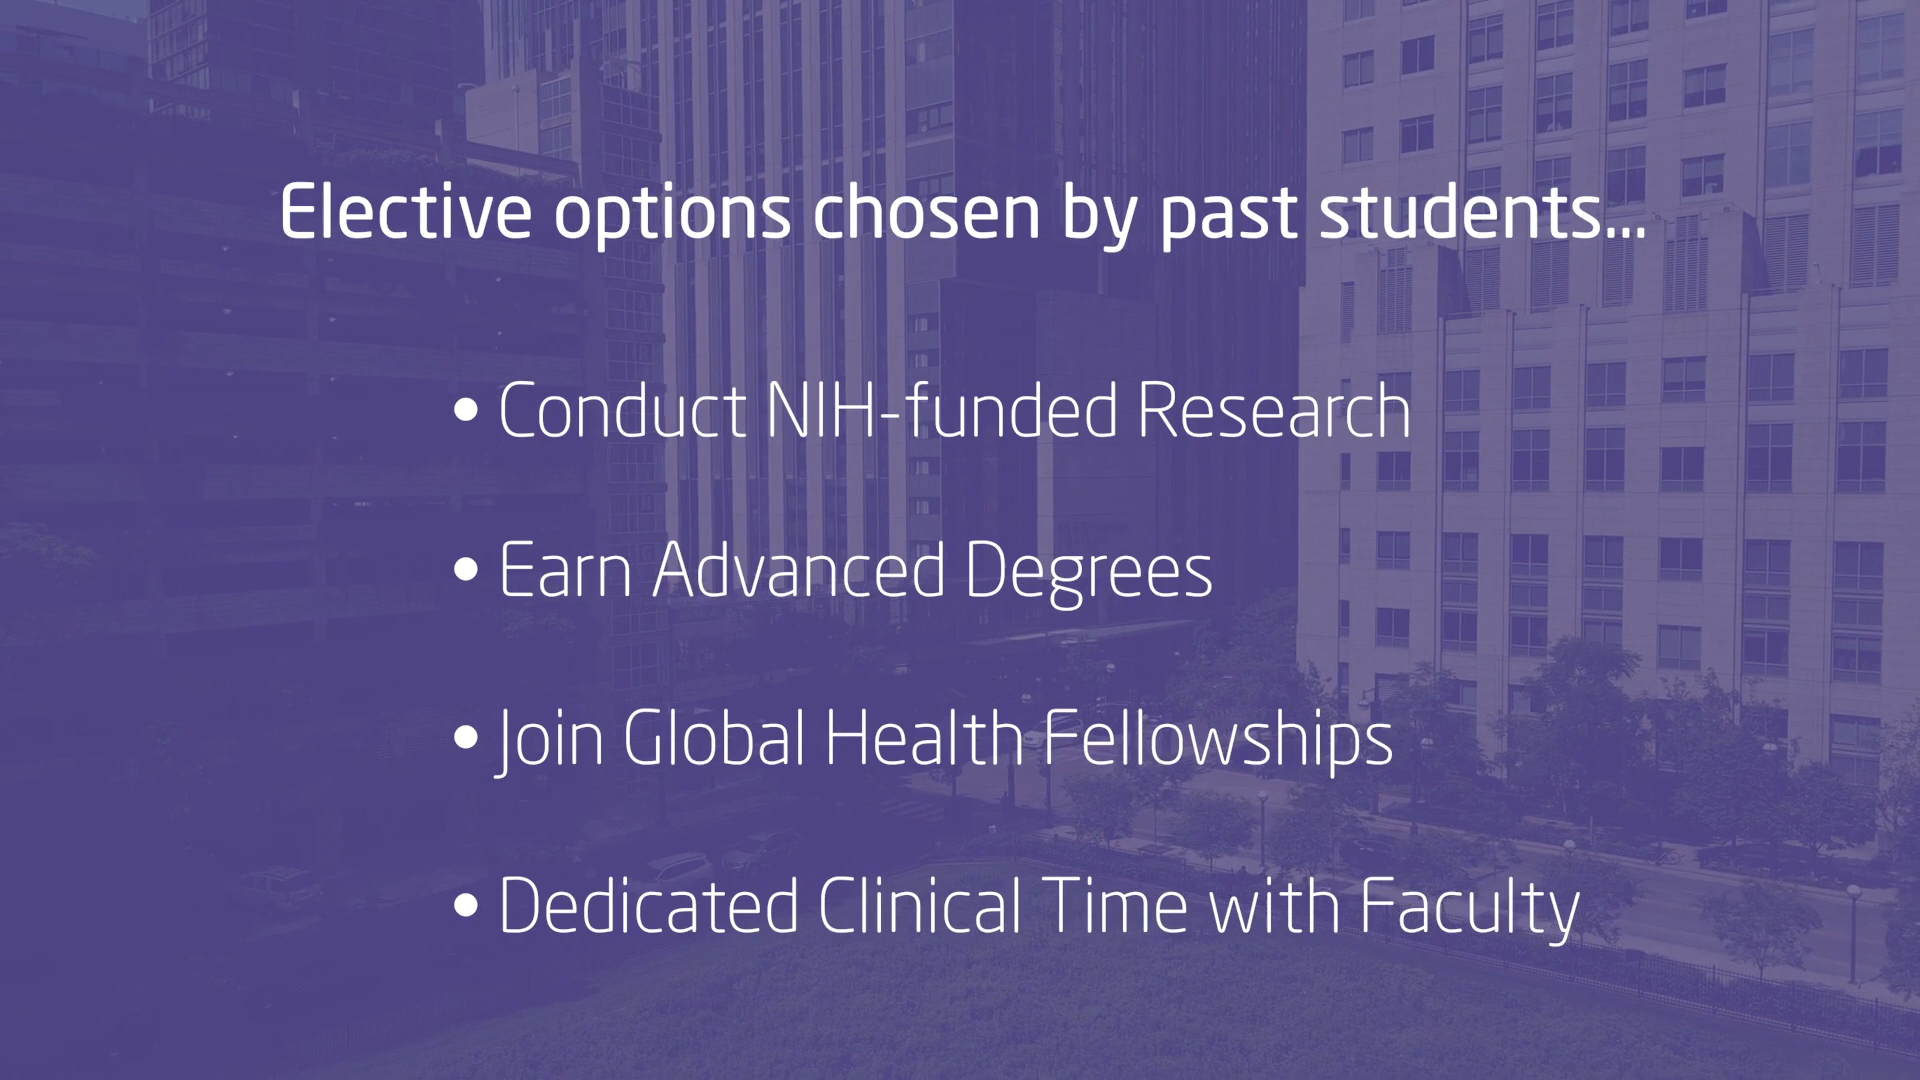 Elective options chosen by past students...
• Conduct NIH-funded Research
• Earn Advanced Degrees
• Join Global Health Fellowships
• Dedicated Clinical Time with Faculty